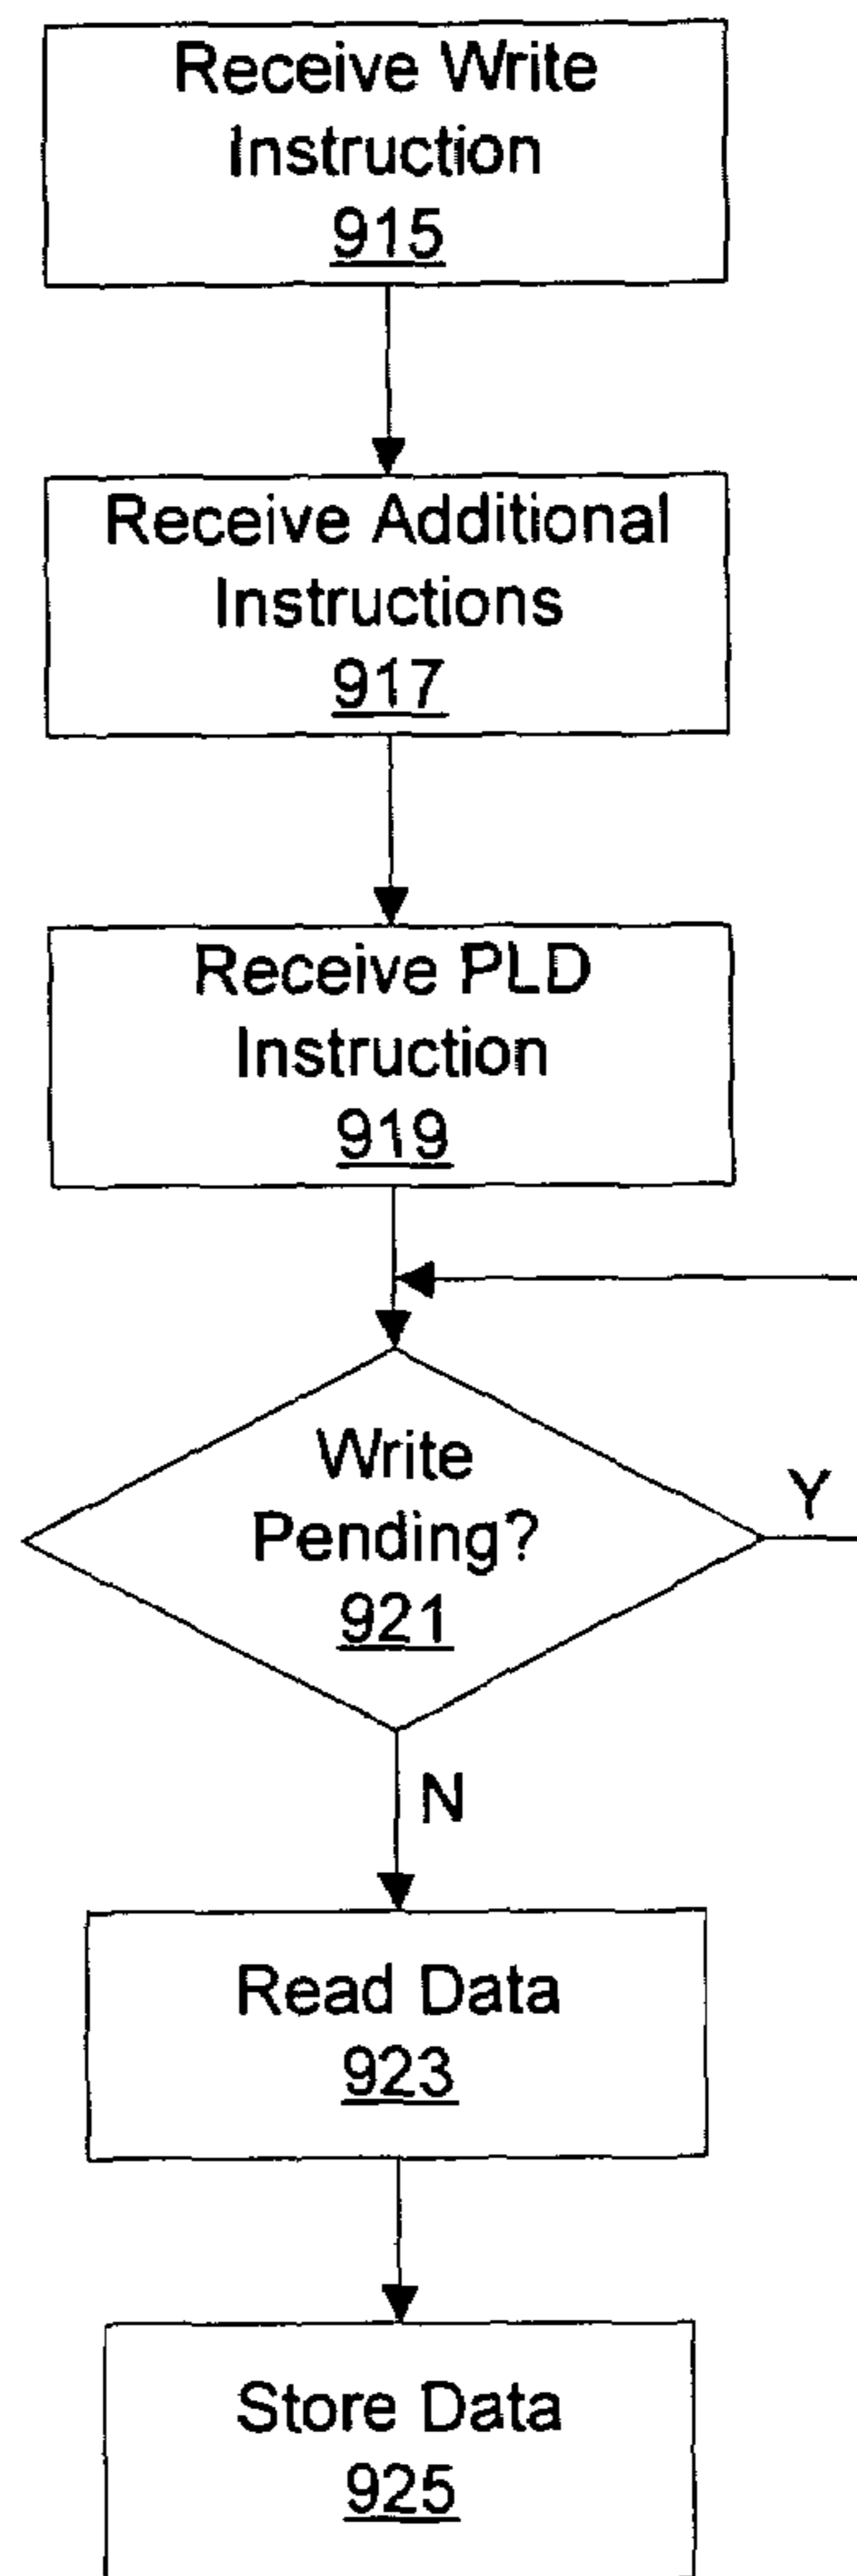 Receive Write
Instruction
915
Receive Additional
Instructions
917
Receive PLD
Instruction
919
Write
Pending?
921
Y
N
Read Data
923
Store Data
925